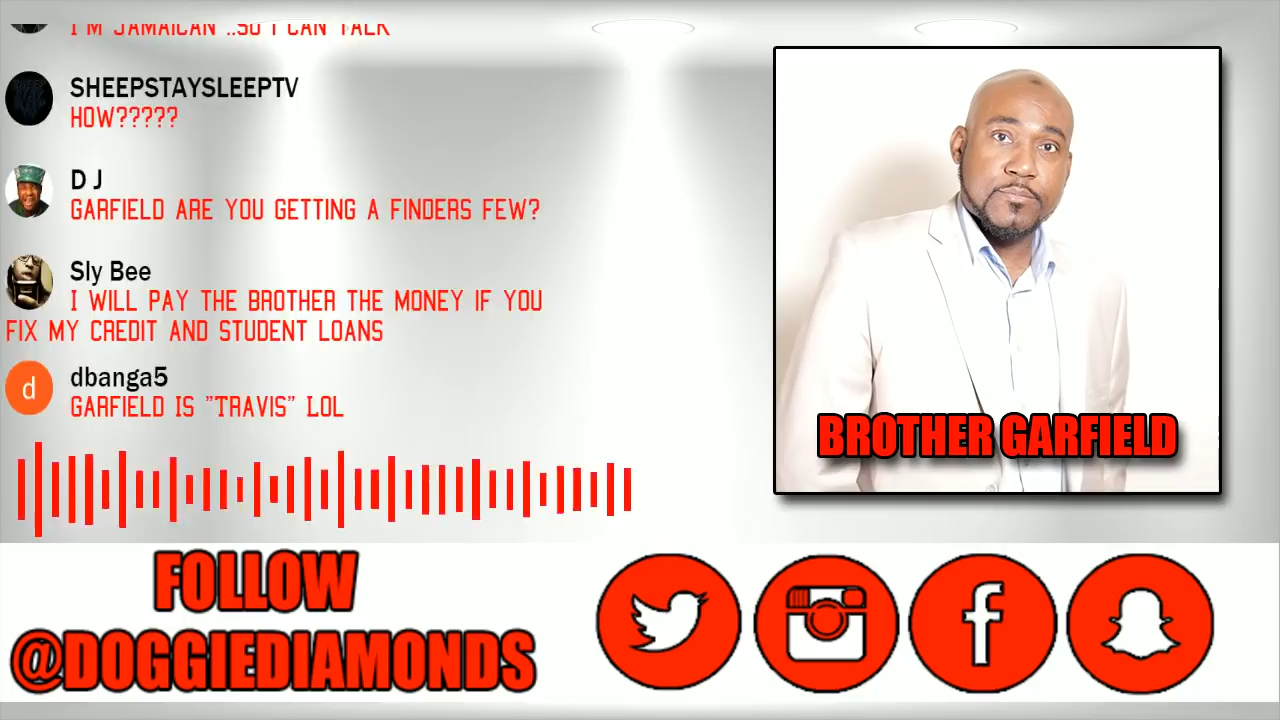 I'M JAMAICAN ..SO I CAN TALK
SHEEPSTAYSLEEPTV
HOW?????
D J
GARFIELD ARE YOU GETTING A FINDERS FEW?
Sly Bee
I WILL PAY THE BROTHER THE MONEY IF YOU
FIX MY CREDIT AND STUDENT LOANS
d
dbanga5
GARFIELD IS "TRAVIS" LOL
BROTHER GARFIELD
FOLLOW
@DOGGIEDIAMONDS